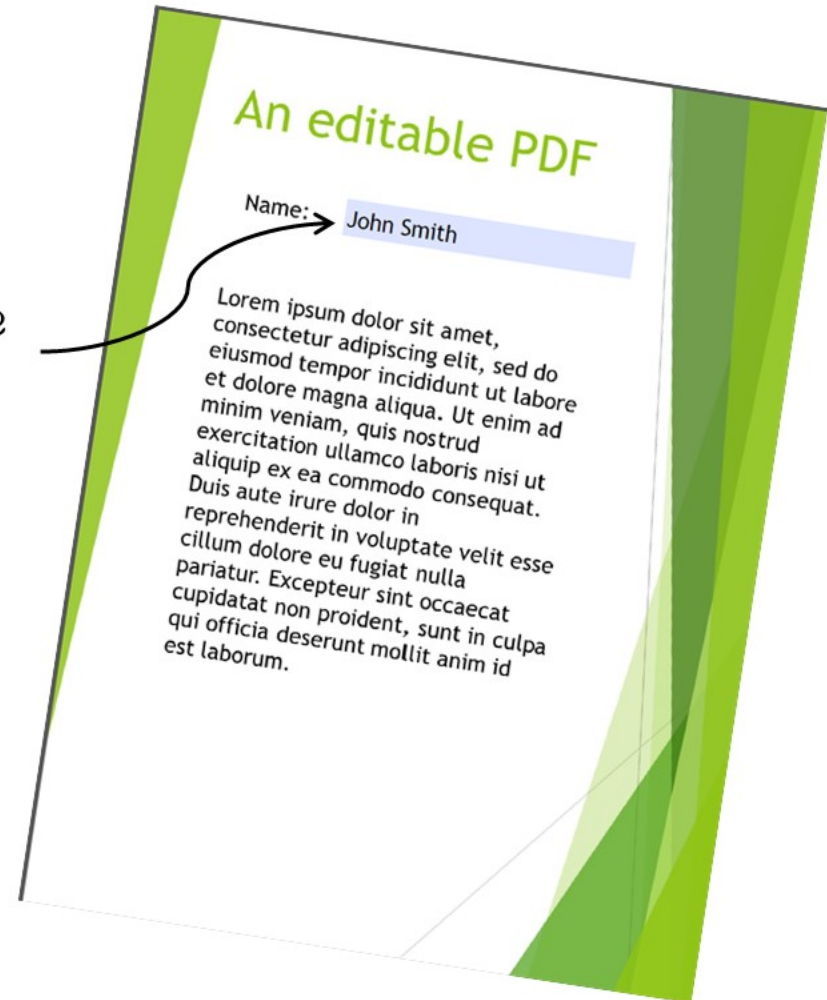 An editable PDF
Name: John Smith
Lorem ipsum dolor sit amet,
consectetur adipiscing elit, sed do
eiusmod tempor incididunt ut labore
et dolore magna aliqua. Ut enim ad
minim veniam, quis nostrud
exercitation ullamco laboris nisi ut
aliquip ex ea commodo consequat.
Duis aute irure dolor in
reprehenderit in voluptate velit esse
cillum dolore eu fugiat nulla
pariatur. Excepteur sint occaecat
cupidatat non proident, sunt in culpa
qui officia deserunt mollit anim id
est laborum.